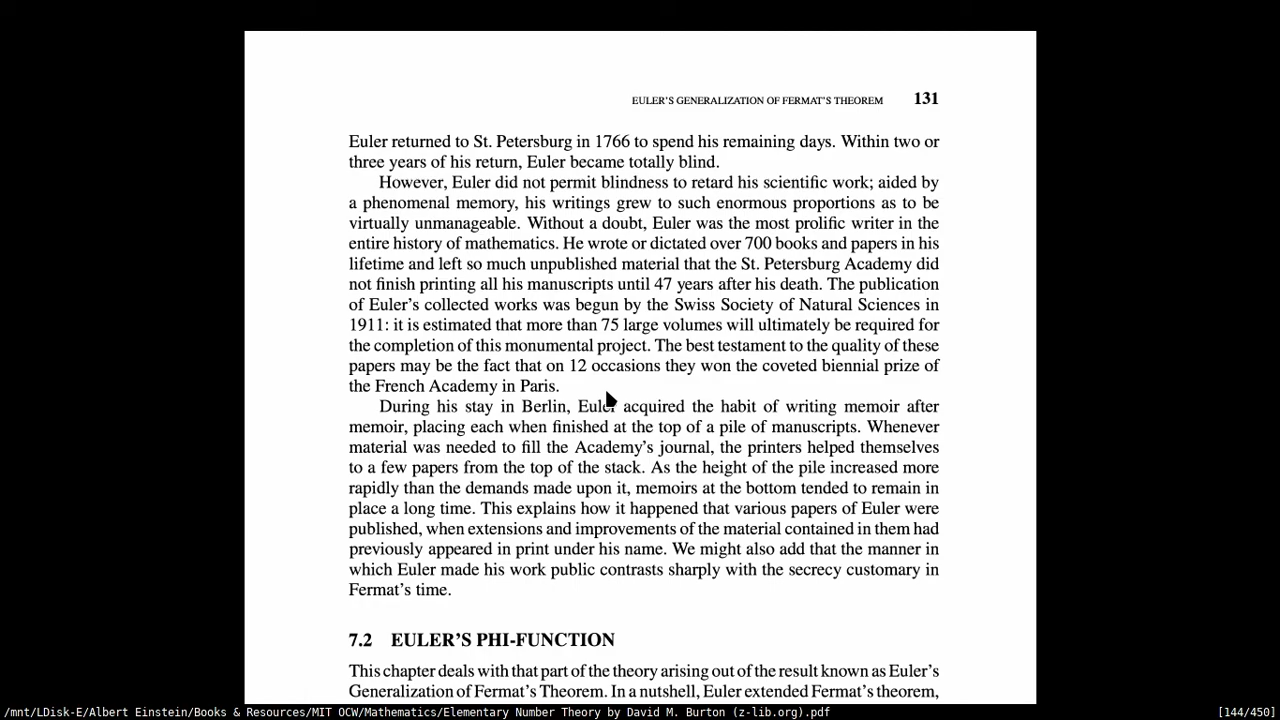 EULER'S GENERALIZATION OF FERMAT'S THEOREM 131
Euler returned to St. Petersburg in 1766 to spend his remaining days. Within two or
three years of his return, Euler became totally blind.
However, Euler did not permit blindness to retard his scientific work; aided by
a phenomenal memory, his writings grew to such enormous proportions as to be
virtually unmanageable. Without a doubt, Euler was the most prolific writer in the
entire history of mathematics. He wrote or dictated over 700 books and papers in his
lifetime and left so much unpublished material that the St. Petersburg Academy did
not finish printing all his manuscripts until 47 years after his death. The publication
of Euler's collected works was begun by the Swiss Society of Natural Sciences in
1911: it is estimated that more than 75 large volumes will ultimately be required for
the completion of this monumental project. The best testament to the quality of these
papers may be the fact that on 12 occasions they won the coveted biennial prize of
the French Academy in Paris.
During his stay in Berlin, Euler acquired the habit of writing memoir after
memoir, placing each when finished at the top of a pile of manuscripts. Whenever
material was needed to fill the Academy's journal, the printers helped themselves
to a few papers from the top of the stack. As the height of the pile increased more
rapidly than the demands made upon it, memoirs at the bottom tended to remain in
place a long time. This explains how it happened that various papers of Euler were
published, when extensions and improvements of the material contained in them had
previously appeared in print under his name. We might also add that the manner in
which Euler made his work public contrasts sharply with the secrecy customary in
Fermat's time.
7.2 EULER'S PHI-FUNCTION
This chapter deals with that part of the theory arising out of the result known as Euler's
Generalization of Fermat's Theorem. In a nutshell, Euler extended Fermat's theorem,
/mnt/LDisk-E/Albert Einstein/Books & Resources/MIT OCW/Mathematics/Elementary Number Theory by David M. Burton (z-lib.org).pdf [144/450]